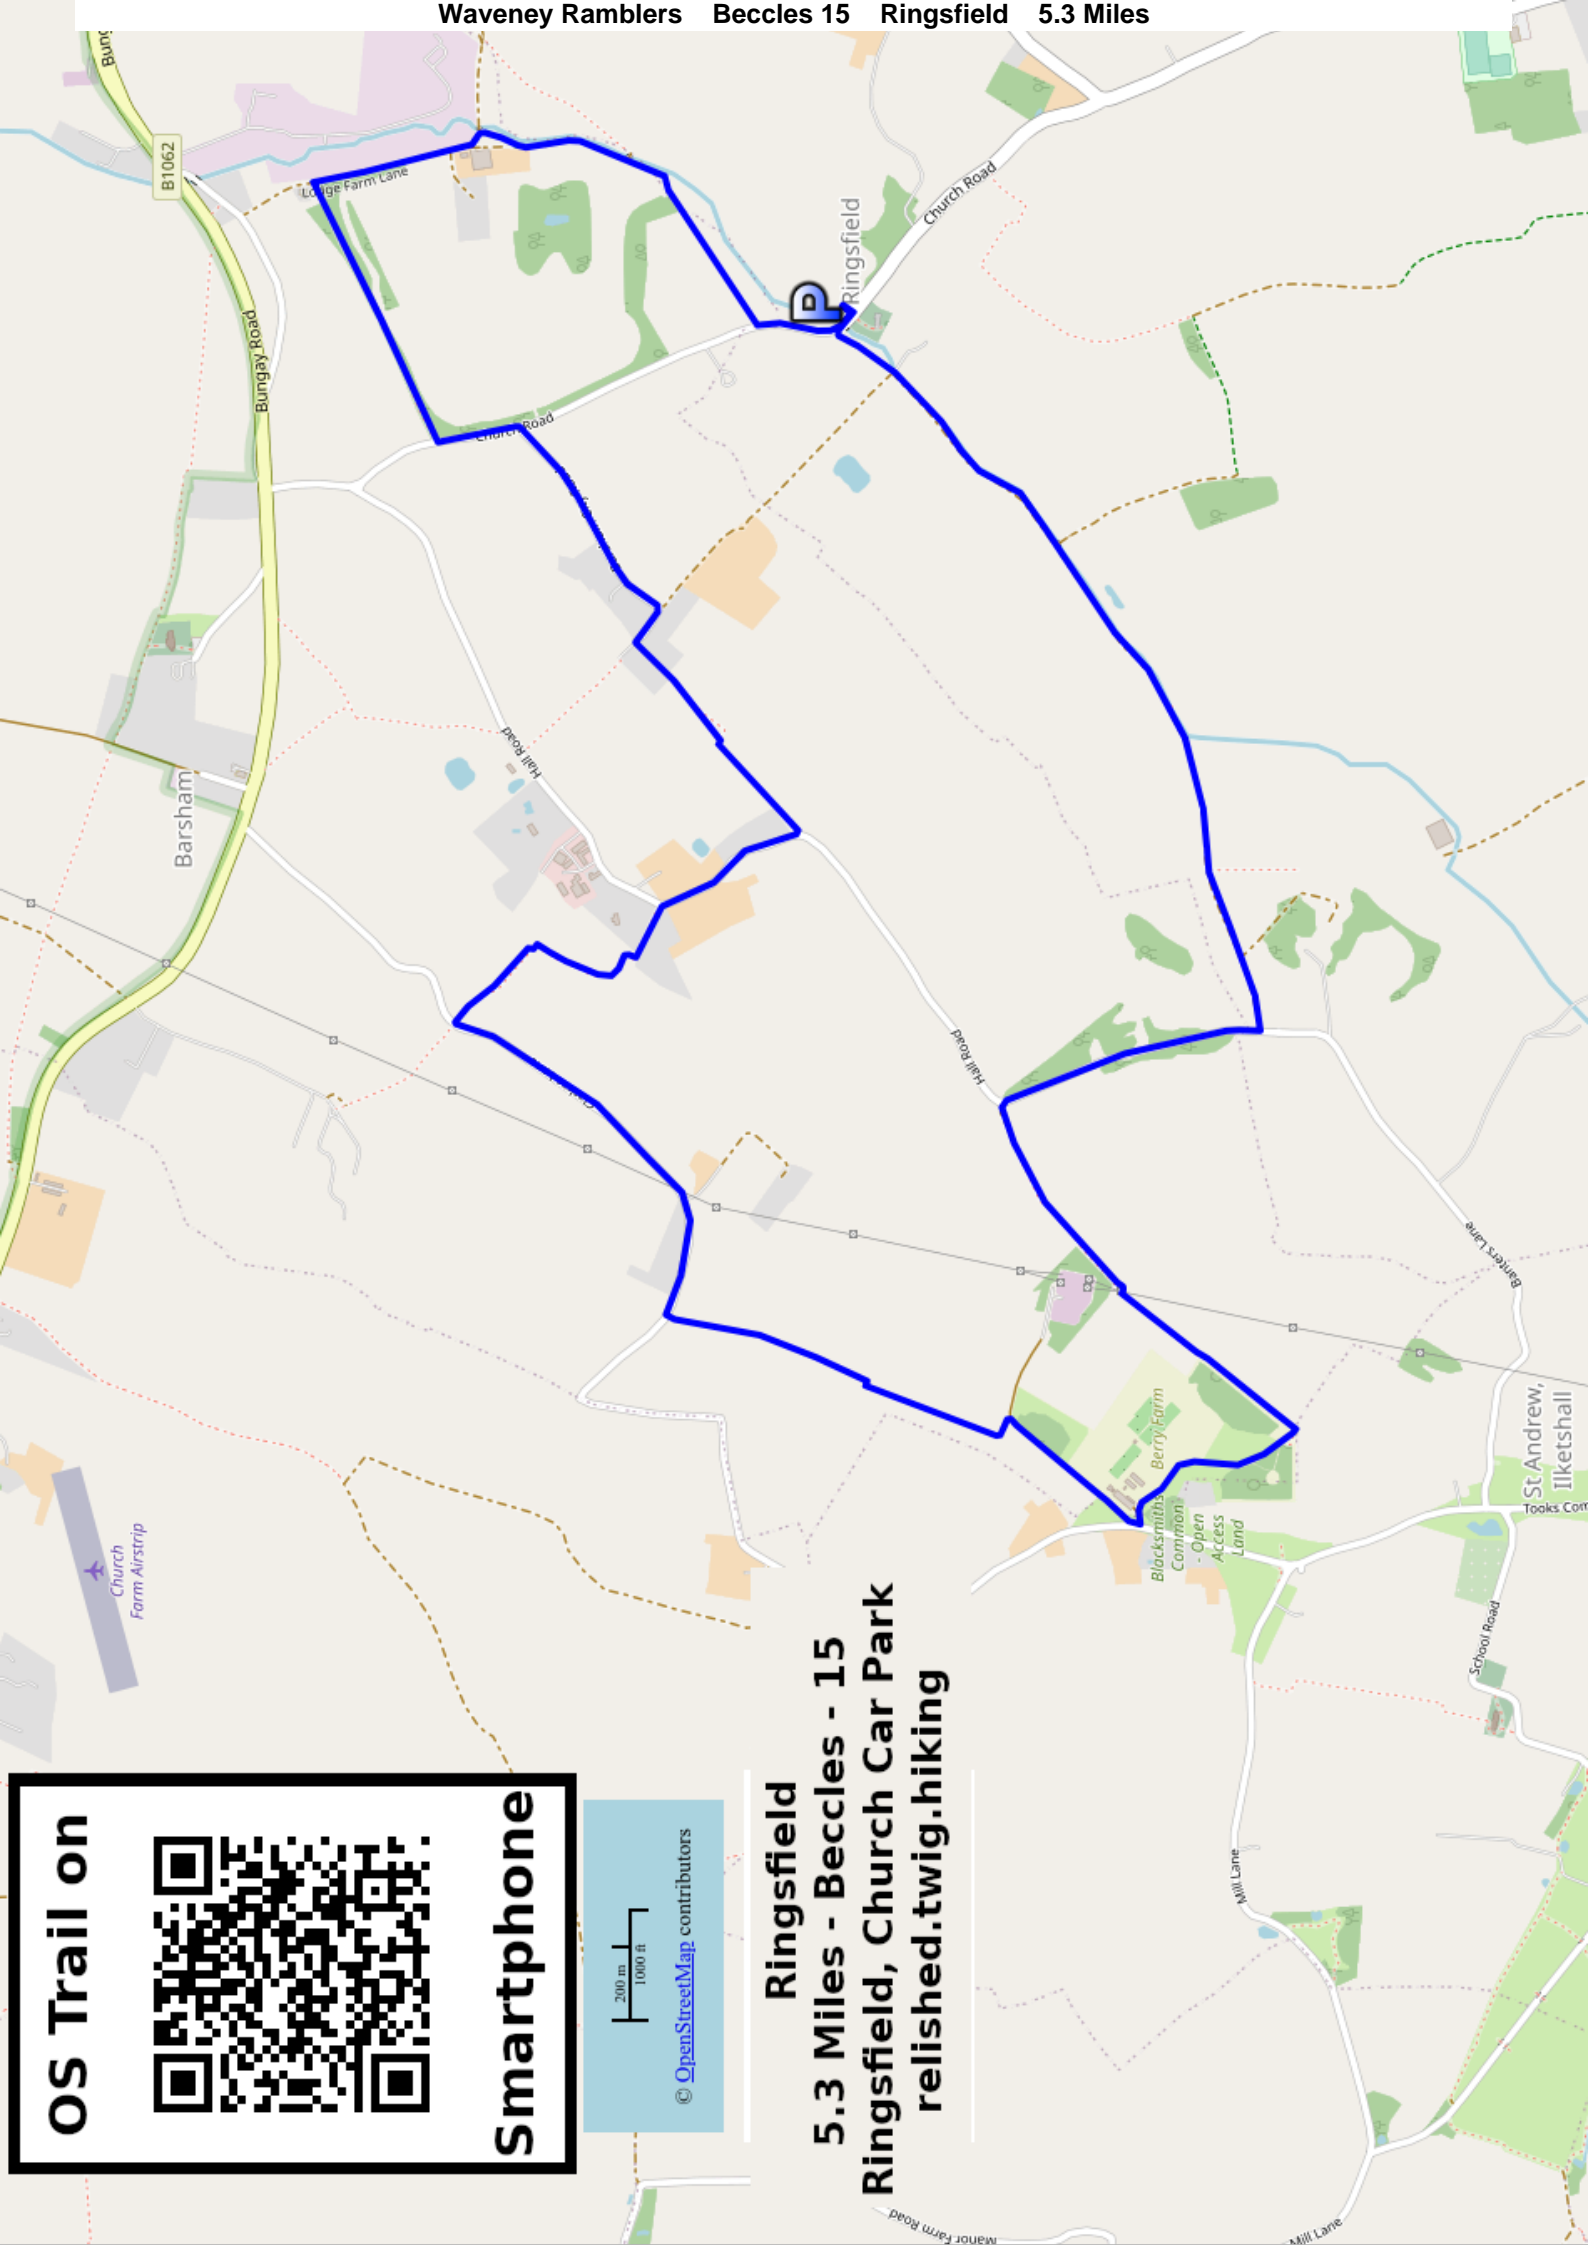 Waveney Ramblers Beccles 15 Ringsfield 5.3 Miles
Bung
B1062
Lodge Farm Lane
Church Road
Ringsfield
P
Bungay Road
Church Road
Barsham
Hall Road
Hall Road
Banters Lane
Berry Farm
Blacksmiths
Common
- Open
Access
Land
St Andrew,
Ilketshall
Tooks Com
School Road
Church
Farm Airstrip
Mill Lane
Mill Lane
Manor Farm Road
OS Trail on
Smartphone
200 m
1000 ft
© OpenStreetMap contributors
Ringsfield
5.3 Miles - Beccles - 15
Ringsfield, Church Car Park
relished.twig.hiking